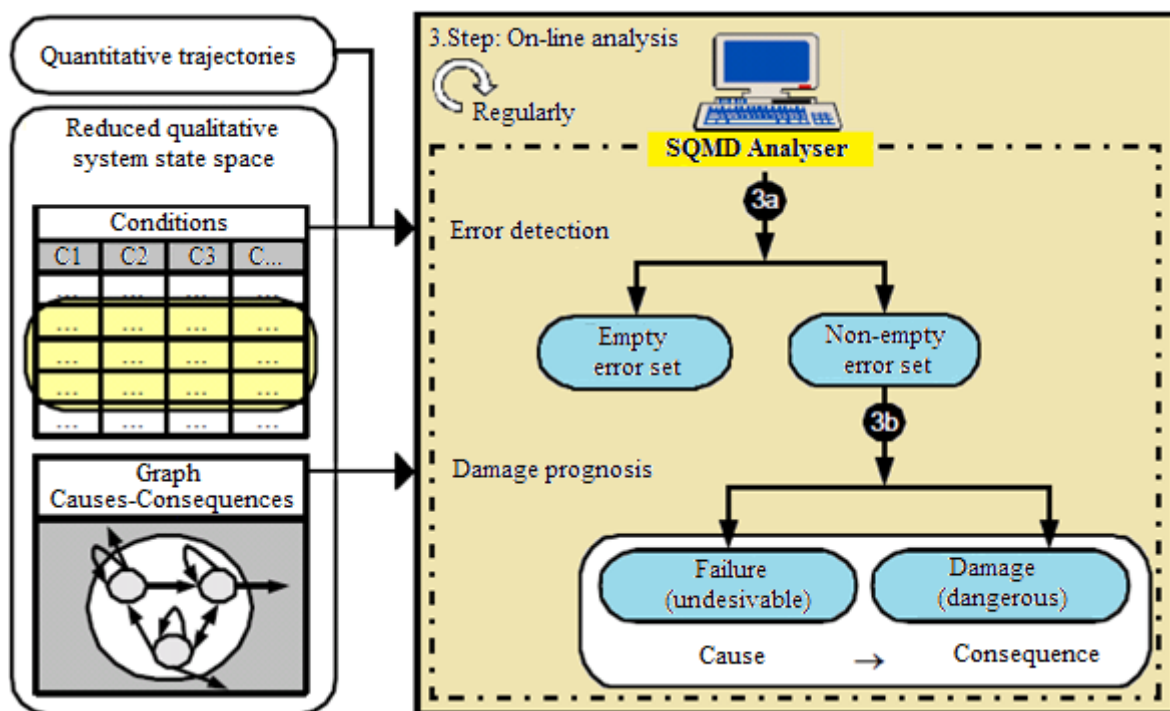 Quantitative trajectories
Reduced qualitative
system state space
Conditions
C1 C2 C3 C...
... ... ... ...
... ... ... ...
... ... ... ...
... ... ... ...
... ... ... ...
Graph
Causes-Consequences
3.Step: On-line analysis
Regularly
SQMD Analyser
3a
Error detection
Empty
error set
Non-empty
error set
3b
Damage prognosis
Failure
(undesivable)
Damage
(dangerous)
Cause → Consequence